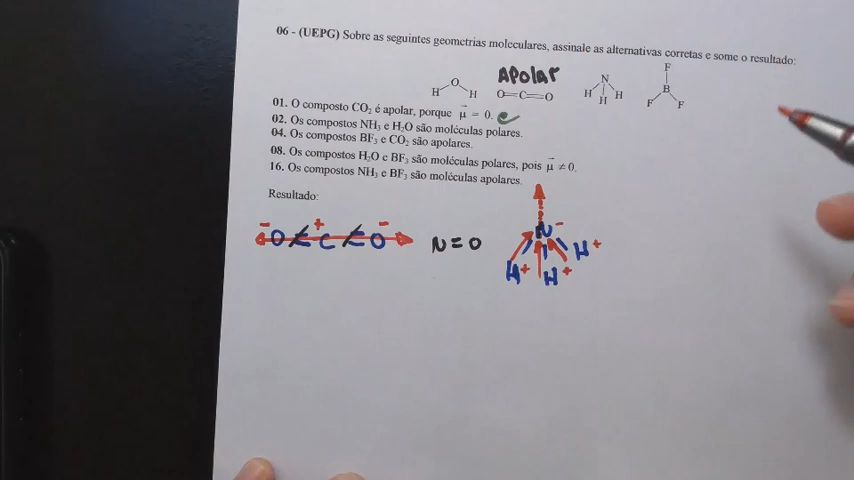 06 - (UEPG) Sobre as seguintes geometrias moleculares, assinale as alternativas corretas e some o resultado:
APOlAR
H O H O=C=O N H H H F B F F
01. O composto CO₂ é apolar, porque μ⃗ = 0. C
02. Os compostos NH₃ e H₂O são moléculas polares.
04. Os compostos BF₃ e CO₂ são apolares.
08. Os compostos H₂O e BF₃ são moléculas polares, pois μ⃗ ≠ 0.
16. Os compostos NH₃ e BF₃ são moléculas apolares.
Resultado:
- + -
O C O N=0
N -
H + H + H +